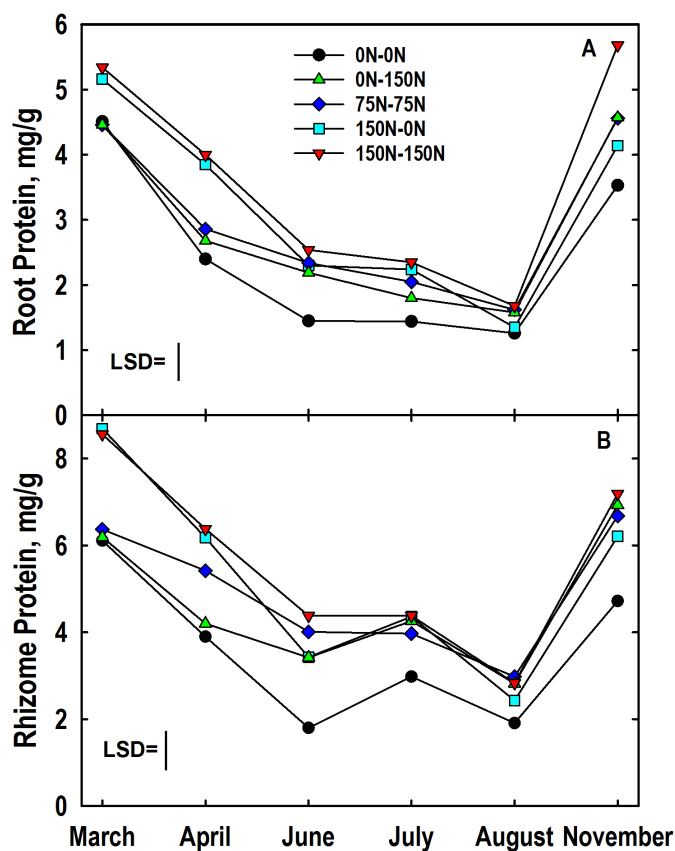 Root Protein, mg/g
6
5
4
3
2
1
0
A
0N-0N
0N-150N
75N-75N
150N-0N
150N-150N
LSD=
Rhizome Protein, mg/g
8
6
4
2
0
B
LSD=
March April June July August November